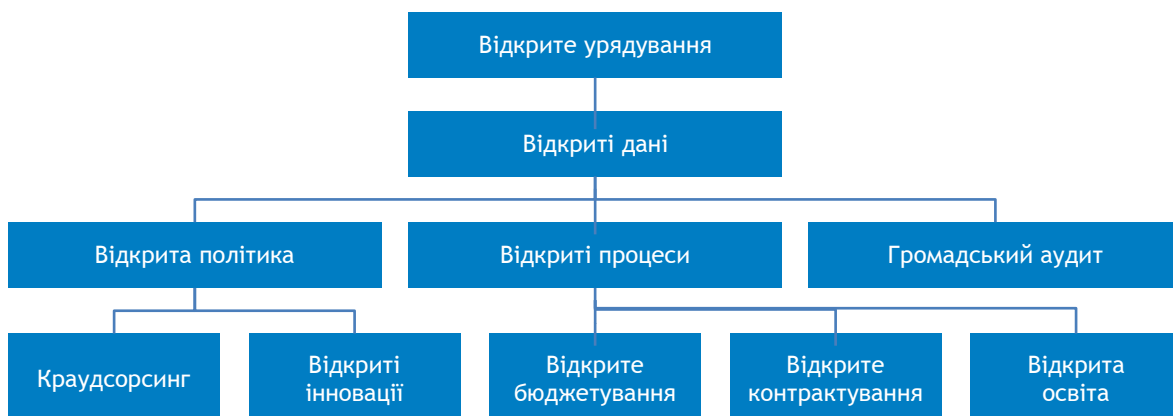 Відкрите урядування
Відкриті дані
Відкрита політика
Відкриті процеси
Громадський аудит
Краудсорсинг
Відкриті
інновації
Відкрите
бюджетування
Відкрите
контрактування
Відкрита
освіта